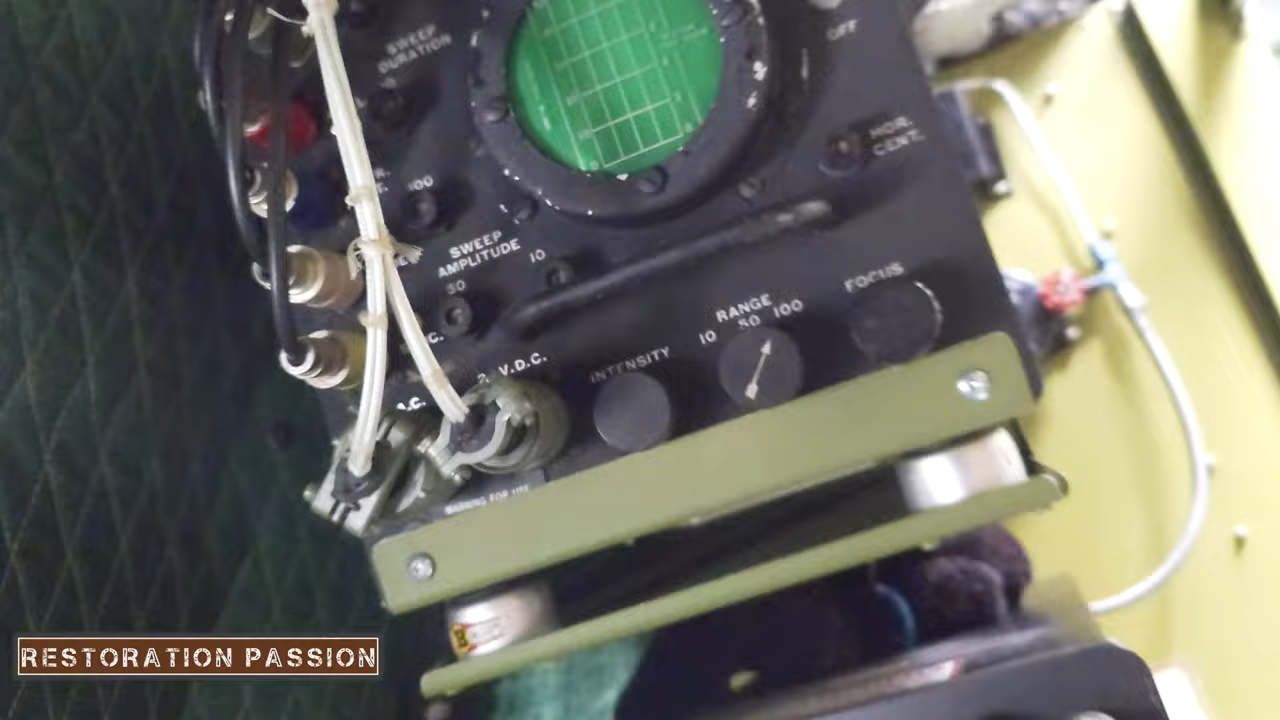 SWEEP
DURATION
OFF
HOR.
CENT.
100
SWEEP
AMPLITUDE
10
50
FOCUS
RANGE
10 50 100
INTENSITY
V.D.C.
A.C.
RESTORATION PASSION